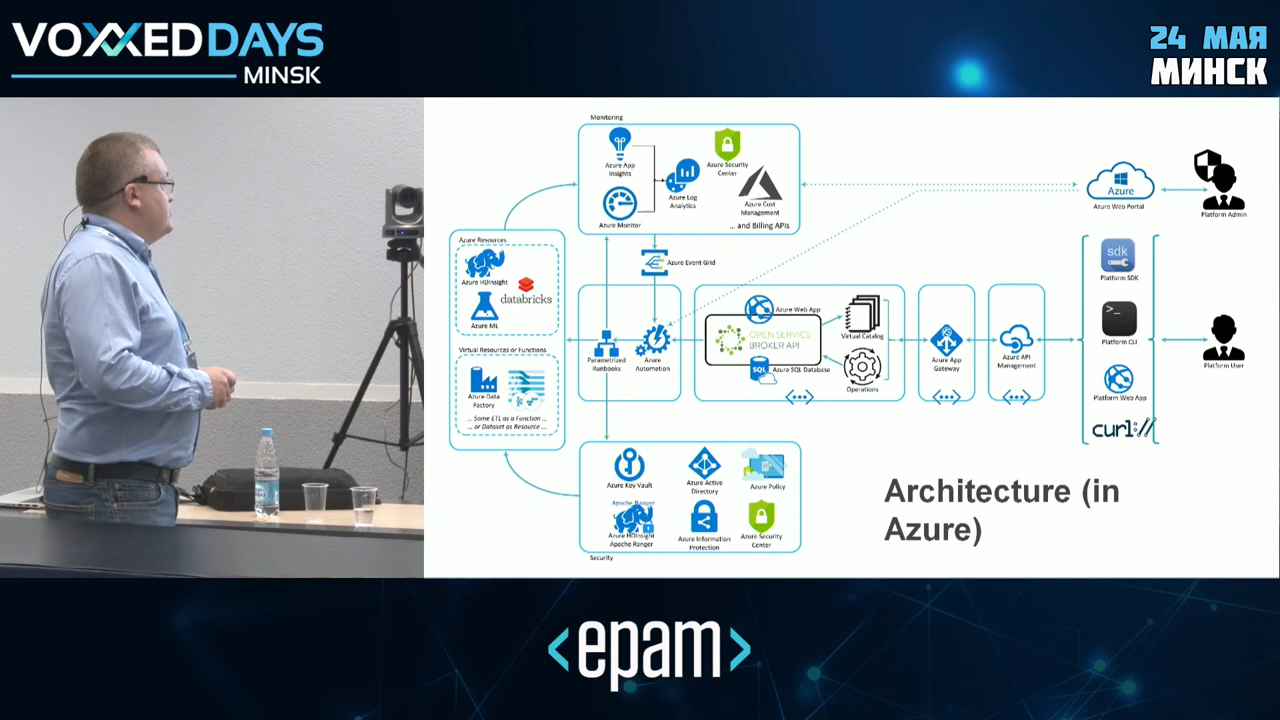 VOXXED DAYS
MINSK
24 МАЯ
МИНСК
Monitoring
Azure App
Insights
Azure Log
Analytics
Azure Monitor
Azure Security
Center
Azure Cost
Management
... and Billing APIs
Azure
Azure Web Portal
Platform Admin
Azure Resources
Azure HDInsight
databricks
Azure ML
Virtual Resources or Functions
Azure Data
Factory
... Some ETL as a Function ...
... or Dataset as Resource ...
Azure Event Grid
Parametrized
Runbooks
Azure
Automation
Azure Web App
OPEN SERVICE
BROKER API
SQL
Azure SQL Database
Virtual Catalog
Operations
Azure App
Gateway
Azure API
Management
sdk
Platform SDK
>_
Platform CLI
Platform Web App
curl://
Platform User
Azure Key Vault
Azure Active
Directory
Azure Policy
Apache Ranger
Azure HDInsight
Apache Ranger
Azure Information
Protection
Azure Security
Center
Security
Architecture (in
Azure)
<epam>